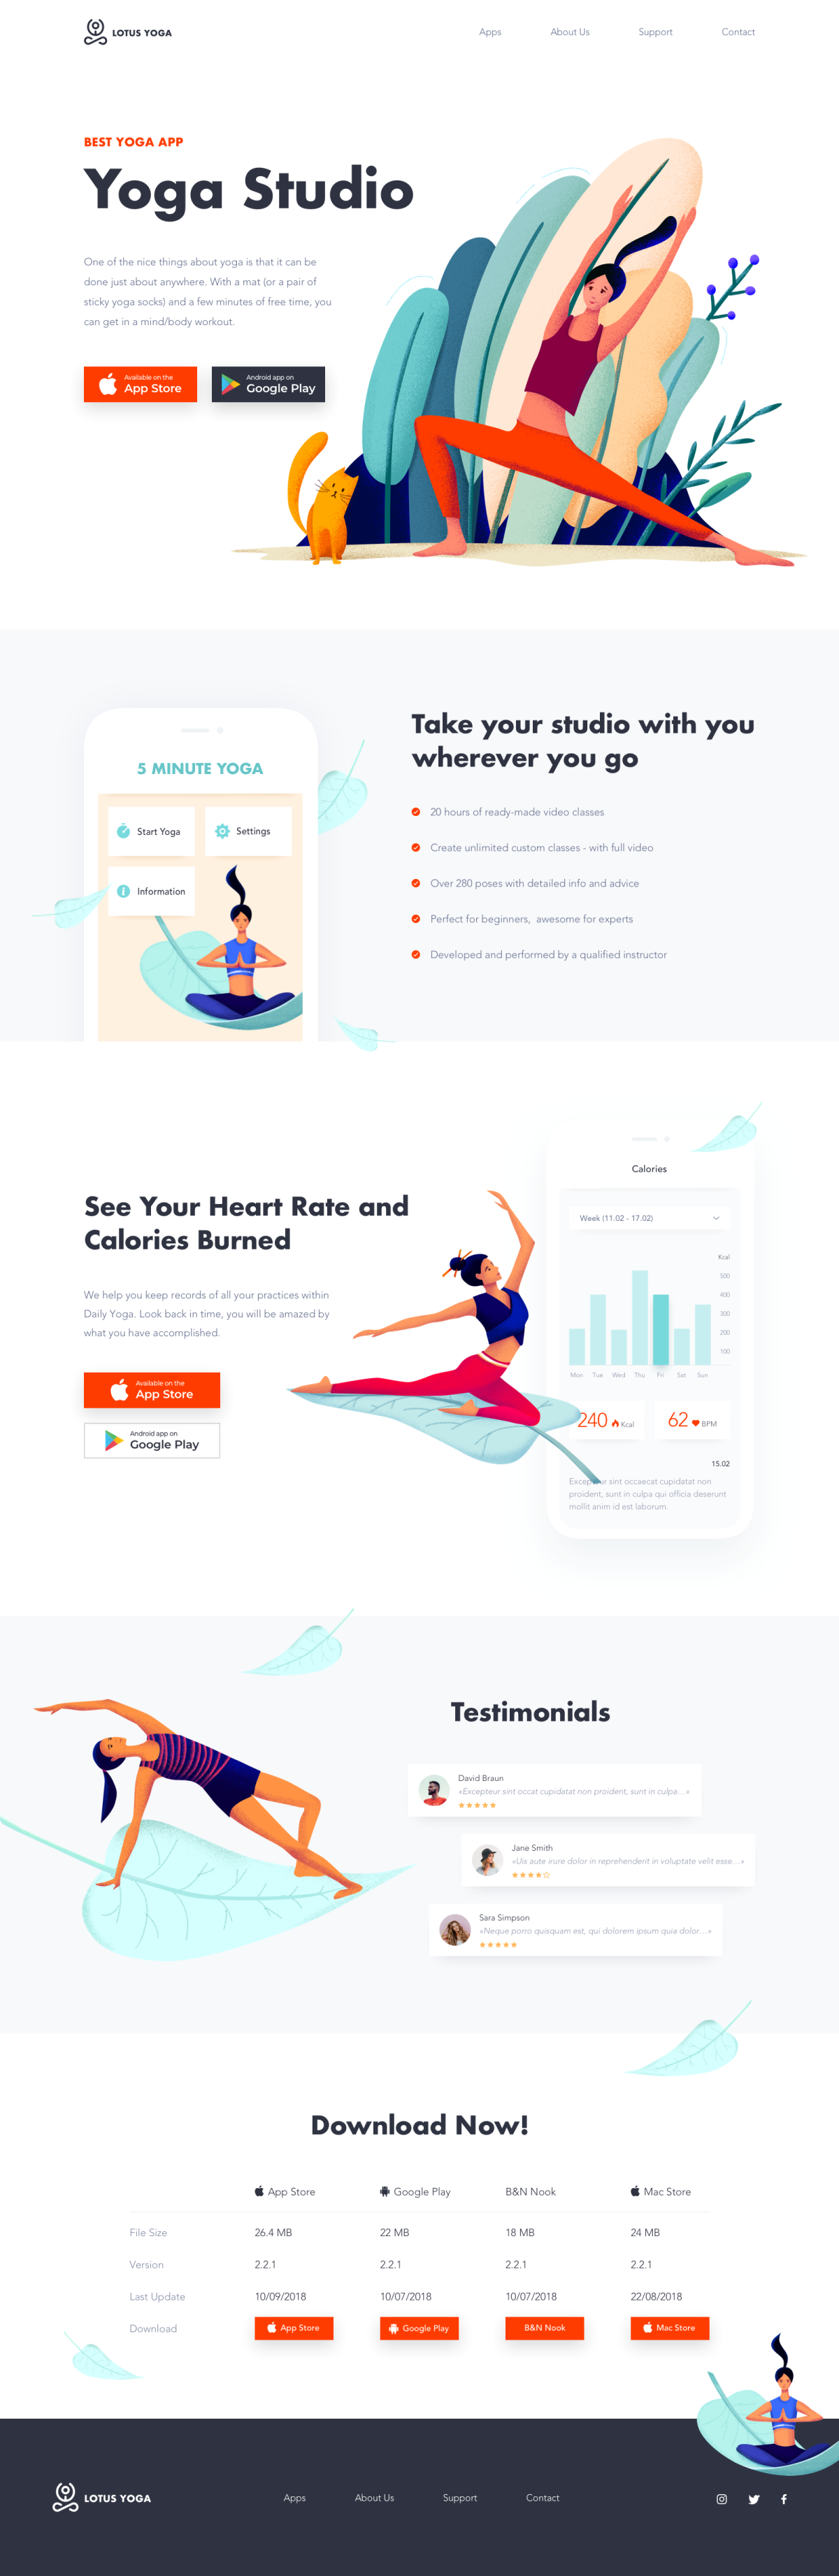 LOTUS YOGA
Apps
About Us
Support
Contact
BEST YOGA APP
Yoga Studio
One of the nice things about yoga is that it can be
done just about anywhere. With a mat (or a pair of
sticky yoga socks) and a few minutes of free time, you
can get in a mind/body workout.
Available on the
App Store
Android app on
Google Play
5 MINUTE YOGA
Start Yoga
Settings
Information
Take your studio with you
wherever you go
20 hours of ready-made video classes
Create unlimited custom classes - with full video
Over 280 poses with detailed info and advice
Perfect for beginners, awesome for experts
Developed and performed by a qualified instructor
See Your Heart Rate and
Calories Burned
We help you keep records of all your practices within
Daily Yoga. Look back in time, you will be amazed by
what you have accomplished.
Available on the
App Store
Android app on
Google Play
Calories
Week (11.02 - 17.02)
Kcal
500
400
300
200
100
Mon Tue Wed Thu Fri Sat Sun
240 Kcal
62 BPM
15.02
sint occaecat cupidatat non
proident, sunt in culpa qui officia deserunt
mollit anim id est laborum.
Testimonials
David Braun
«Excepteur sint occat cupidatat non proident, sunt in culpa...»
Jane Smith
«Uis aute irure dolor in reprehenderit in voluptate velit esse...»
Sara Simpson
«Neque porro quisquam est, qui dolorem ipsum quia dolor...»
Download Now!
App Store Google Play B&N Nook Mac Store
File Size 26.4 MB 22 MB 18 MB 24 MB
Version 2.2.1 2.2.1 2.2.1 2.2.1
Last Update 10/09/2018 10/07/2018 10/07/2018 22/08/2018
Download App Store Google Play B&N Nook Mac Store
LOTUS YOGA
Apps
About Us
Support
Contact